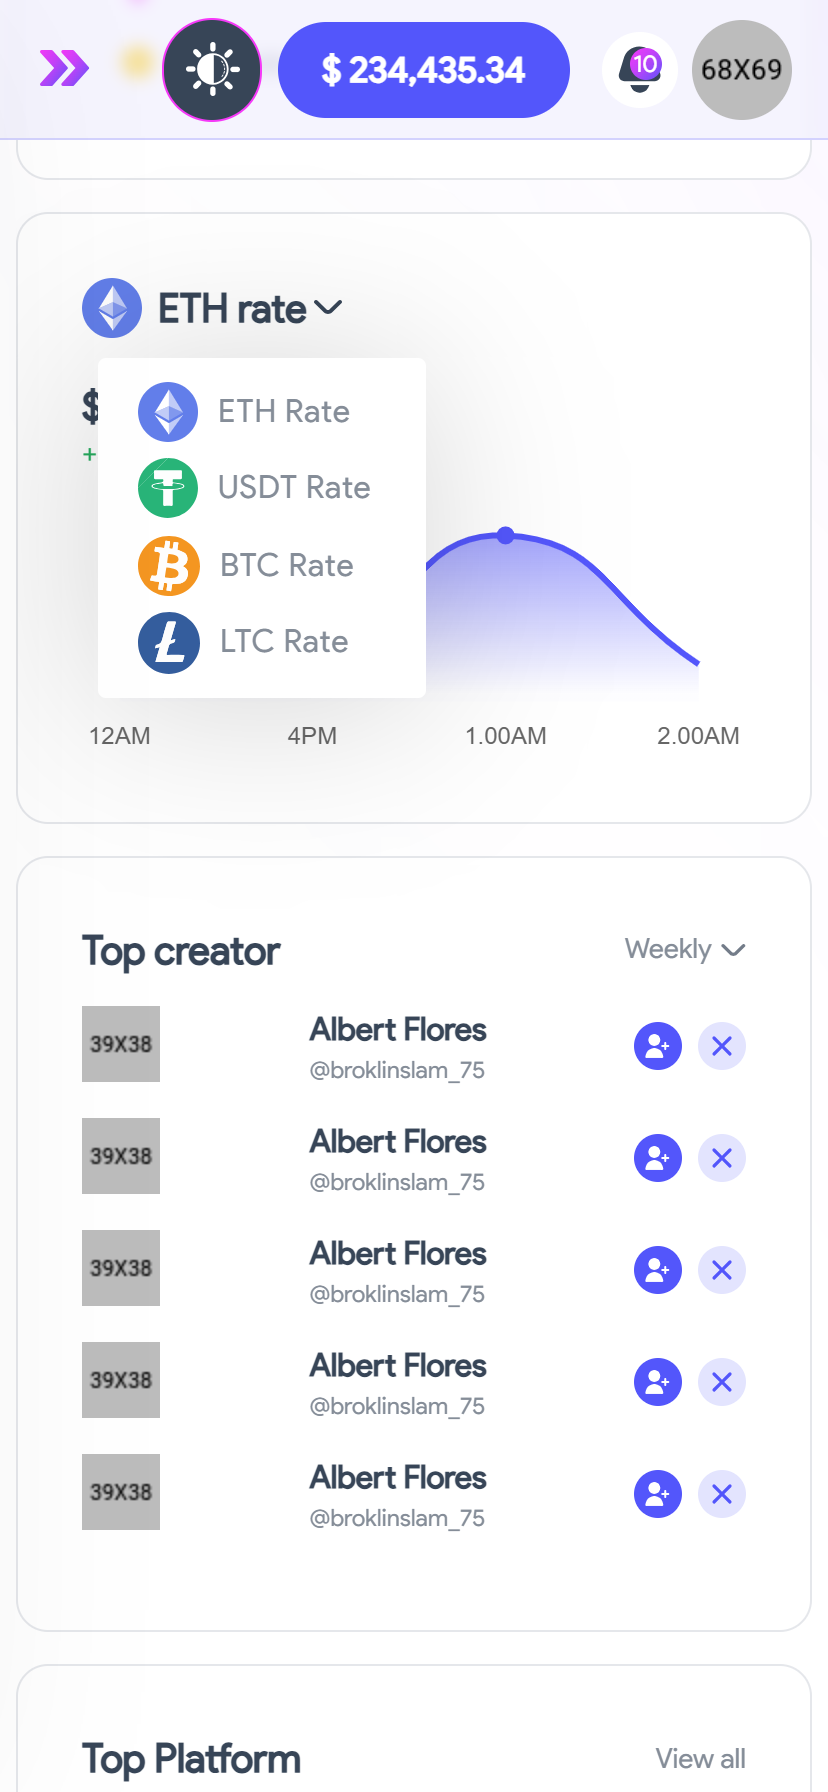 $ 234,435.34
10
68X69
ETH rate
$
+
ETH Rate
USDT Rate
BTC Rate
LTC Rate
12AM 4PM 1.00AM 2.00AM
Top creator
Weekly
39X38
Albert Flores
@broklinslam_75
39X38
Albert Flores
@broklinslam_75
39X38
Albert Flores
@broklinslam_75
39X38
Albert Flores
@broklinslam_75
39X38
Albert Flores
@broklinslam_75
Top Platform
View all